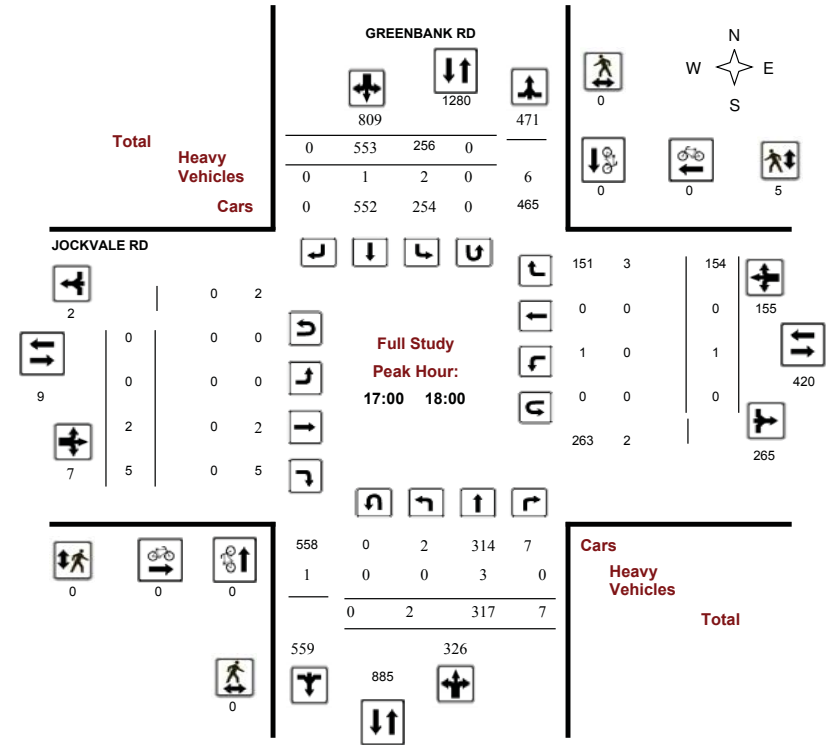 GREENBANK RD
N
W E
S
1280
0
809 471
Total 0 553 256 0
Heavy
Vehicles 0 1 2 0 6
Cars 0 552 254 0 465
0 0 5
JOCKVALE RD
2 0 2
151 3 154
155
0 0 0
0 0 0
9
0 0 0
420
1 0 1
0 0 0
2 0 2
263 2
265
7 5 0 5
Full Study
Peak Hour:
17:00 18:00
558 0 2 314 7 Cars
1 0 0 3 0 Heavy
Vehicles
0 2 317 7 Total
0 0 0
559 326
885
0